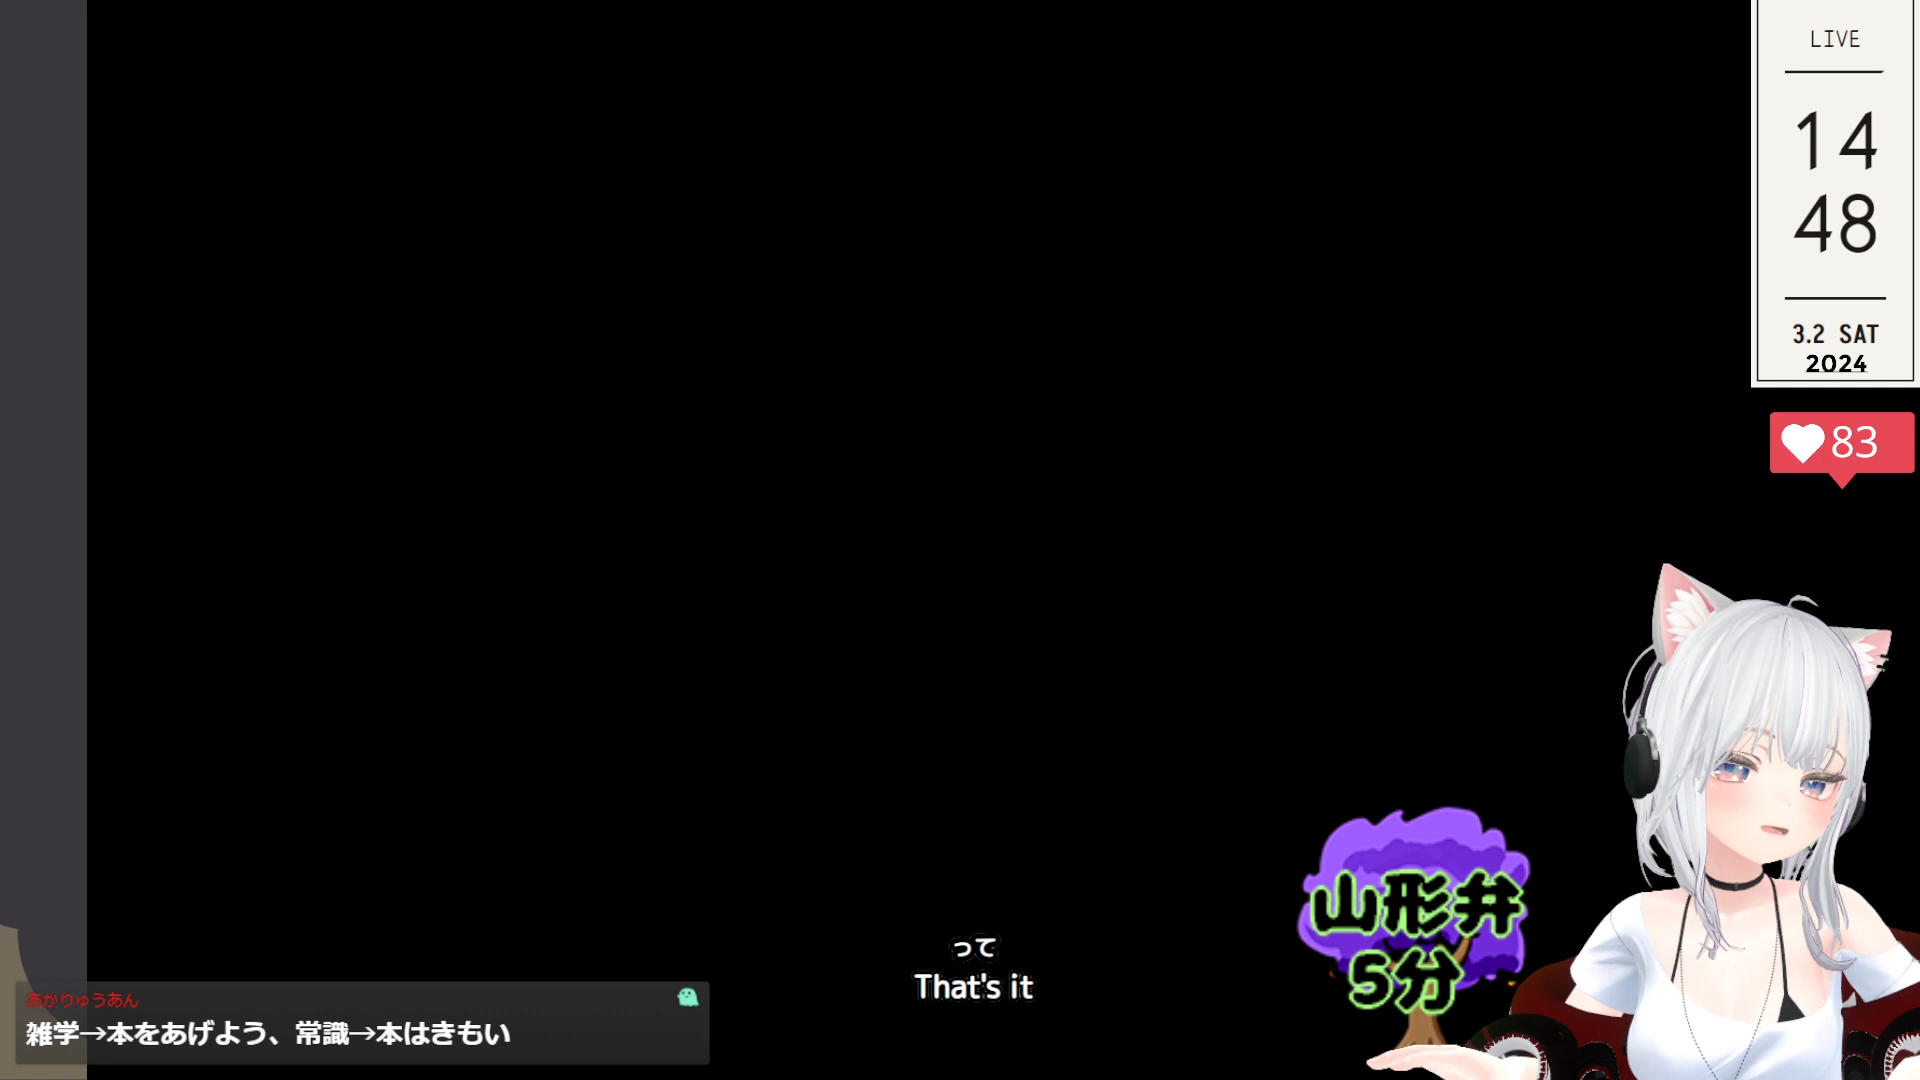 LIVE
14
48
3.2 SAT
2024
83
山形弁
5分
って
That's it
あかりゅうあん
雑学→本をあげよう、常識→本はきもい